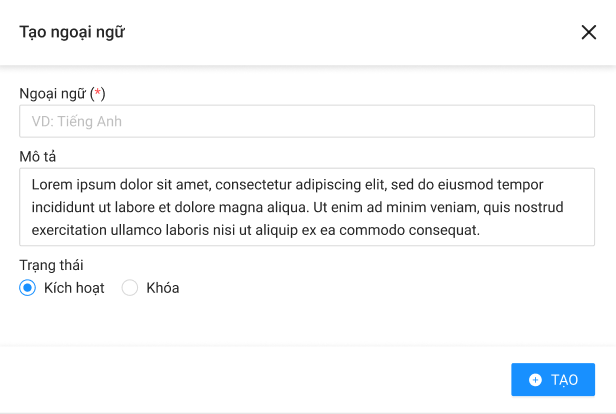 Tạo ngoại ngữ
Ngoại ngữ (*)
VD: Tiếng Anh
Mô tả
Lorem ipsum dolor sit amet, consectetur adipiscing elit, sed do eiusmod tempor
incididunt ut labore et dolore magna aliqua. Ut enim ad minim veniam, quis nostrud
exercitation ullamco laboris nisi ut aliquip ex ea commodo consequat.
Trạng thái
Kích hoạt Khóa
TẠO